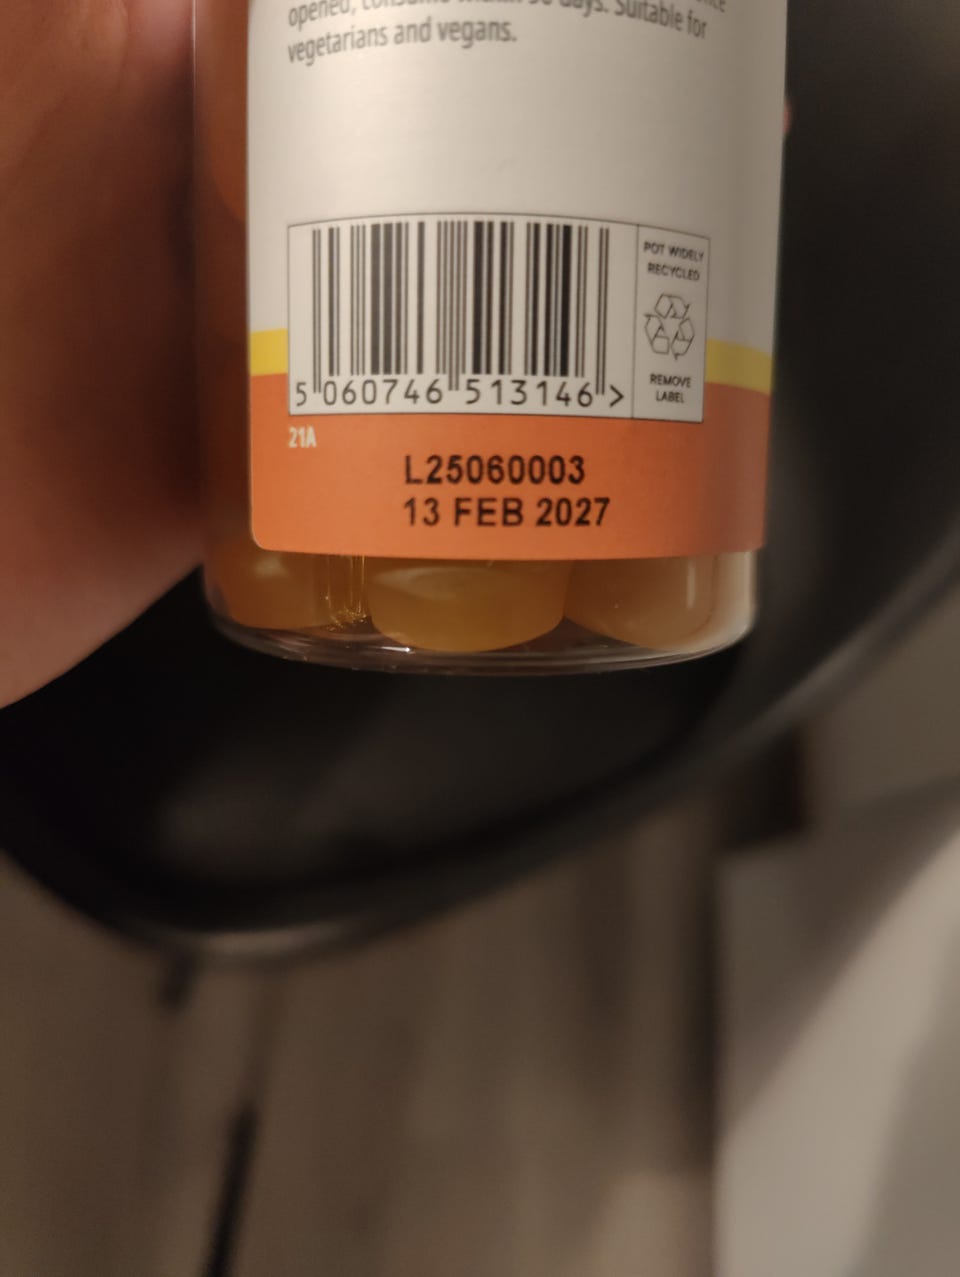 opened, consume within 30 days. Suitable for
vegetarians and vegans.
POT WIDELY
RECYCLED
REMOVE
LABEL
5 060746 513146 >
21A
L25060003
13 FEB 2027